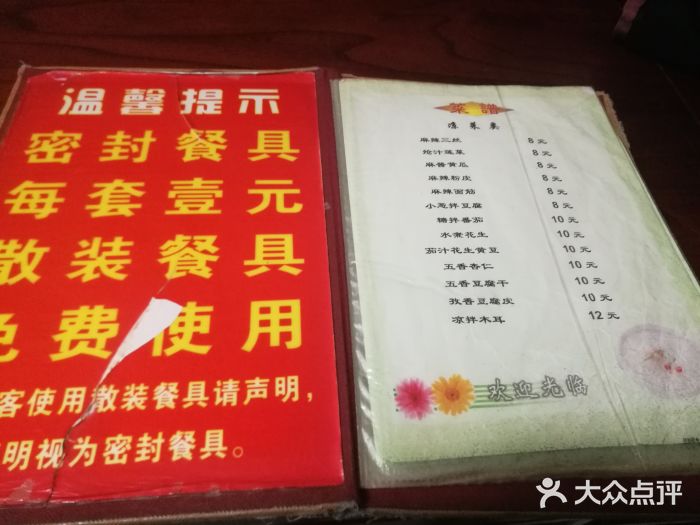 温馨提示
密封餐具
每套壹元
散装餐具
免费使用
客使用散装餐具请声明，
明视为密封餐具。
菜谱
凉菜类
麻辣三丝 8元
炝汁莲菜 8元
麻酱黄瓜 8元
麻辣粉皮 8元
麻辣面筋 8元
小葱拌豆腐 8元
糖拌番茄 10元
水煮花生 10元
茄汁花生黄豆 10元
五香杏仁 10元
五香豆腐干 10元
孜香豆腐炭 10元
凉拌木耳 12元
欢迎光临
大众点评